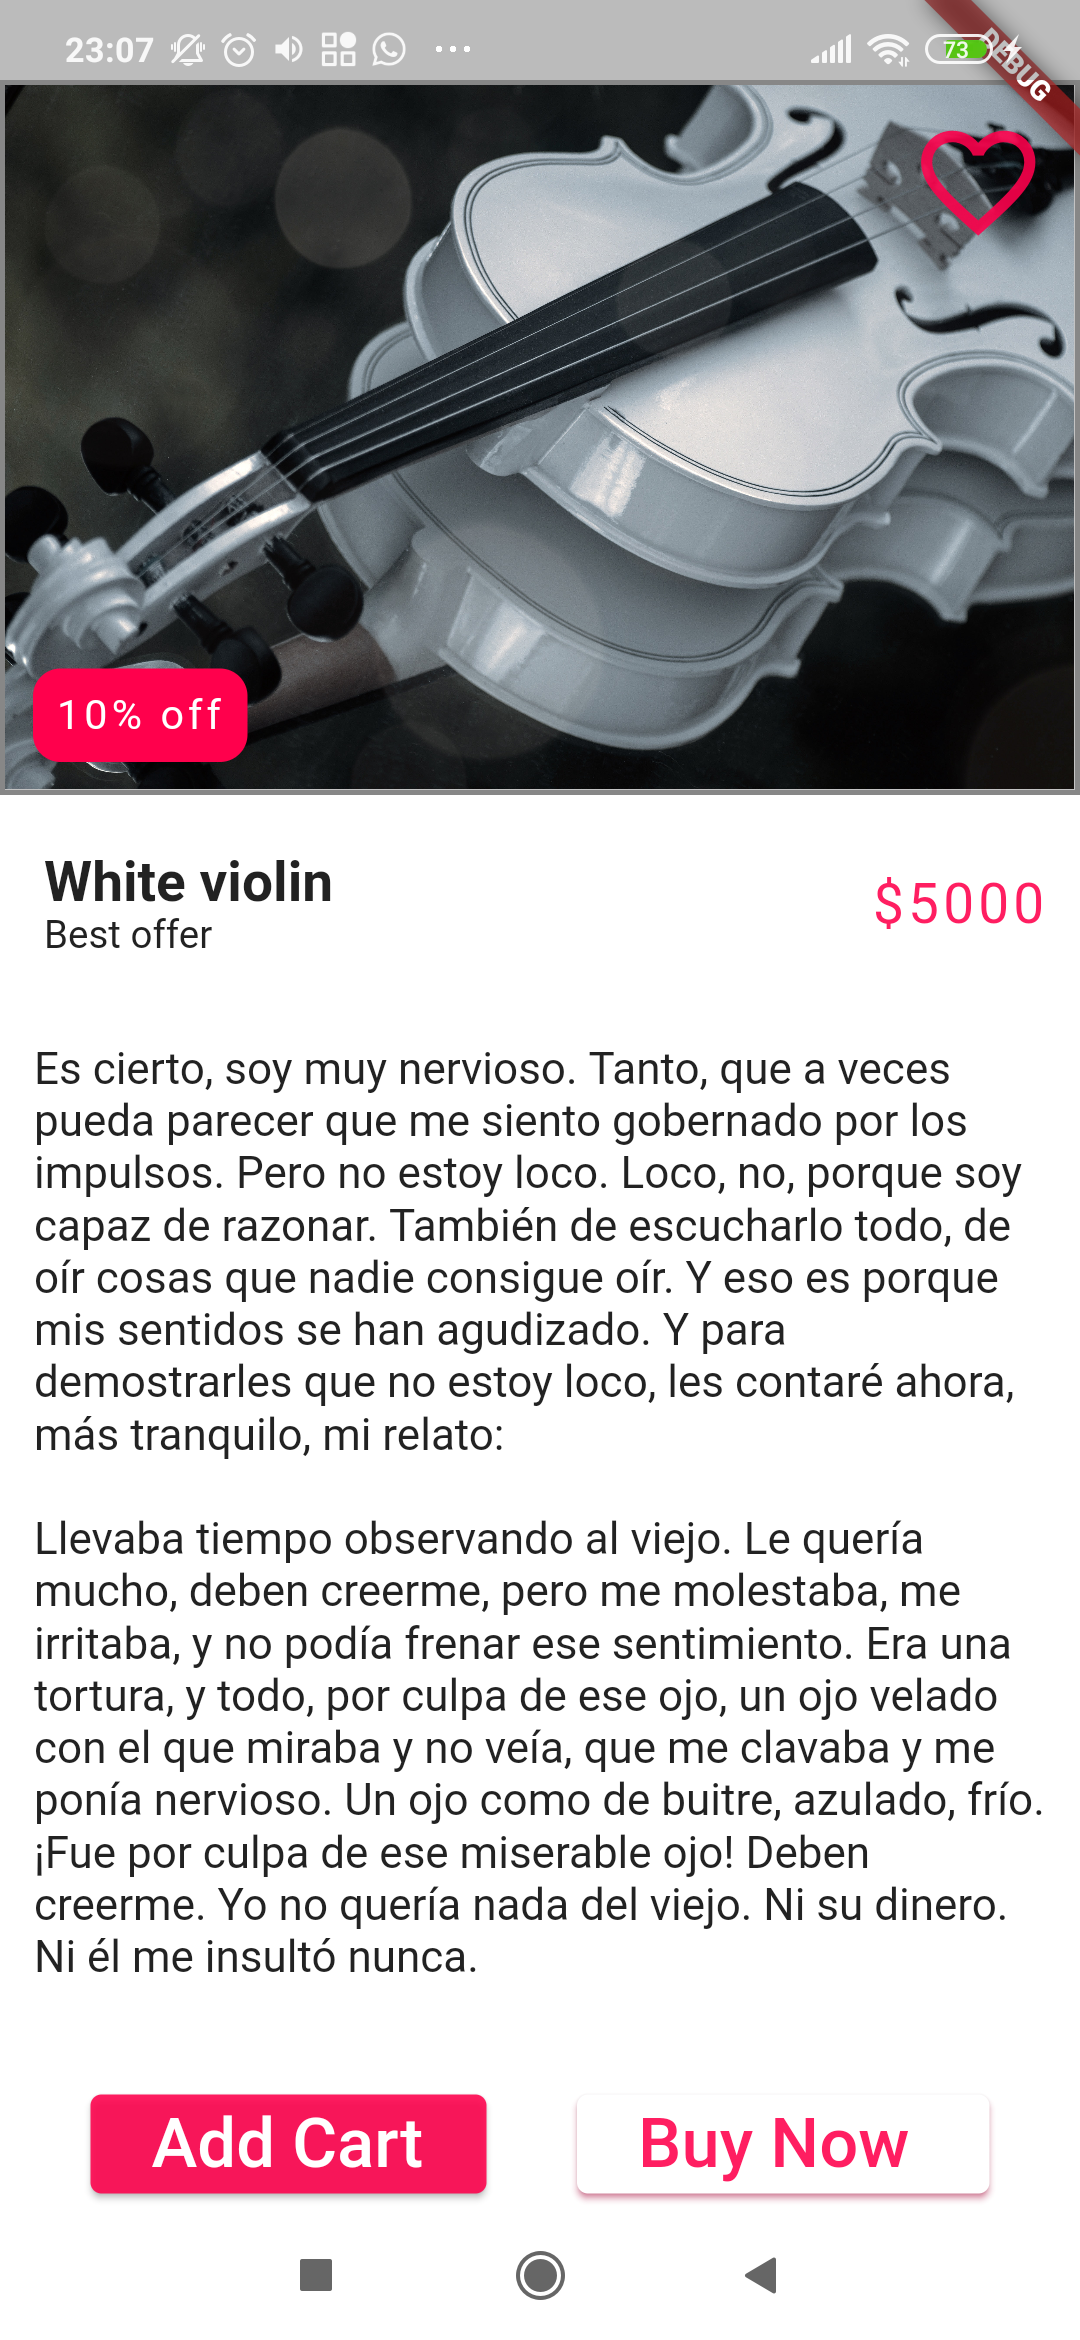 23:07
73
DEBUG
10% off
White violin
$5000
Best offer
Es cierto, soy muy nervioso. Tanto, que a veces
pueda parecer que me siento gobernado por los
impulsos. Pero no estoy loco. Loco, no, porque soy
capaz de razonar. También de escucharlo todo, de
oír cosas que nadie consigue oír. Y eso es porque
mis sentidos se han agudizado. Y para
demostrarles que no estoy loco, les contaré ahora,
más tranquilo, mi relato:
Llevaba tiempo observando al viejo. Le quería
mucho, deben creerme, pero me molestaba, me
irritaba, y no podía frenar ese sentimiento. Era una
tortura, y todo, por culpa de ese ojo, un ojo velado
con el que miraba y no veía, que me clavaba y me
ponía nervioso. Un ojo como de buitre, azulado, frío.
¡Fue por culpa de ese miserable ojo! Deben
creerme. Yo no quería nada del viejo. Ni su dinero.
Ni él me insultó nunca.
Add Cart
Buy Now